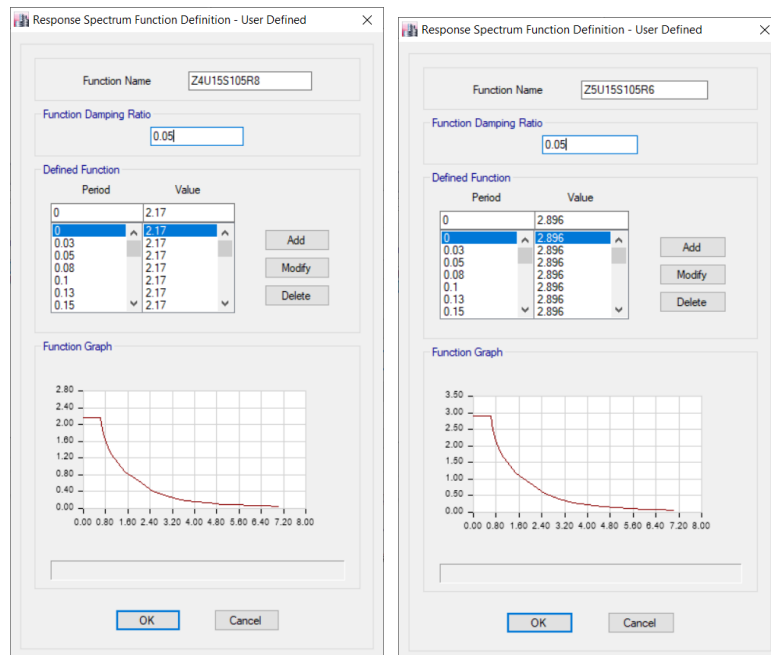 Response Spectrum Function Definition - User Defined
Function Name Z4U15S105R8
Function Damping Ratio
0.05
Defined Function
Period Value
0 2.17
0 2.17
0.03 2.17
0.05 2.17
0.08 2.17
0.1 2.17
0.13 2.17
0.15 2.17
Add
Modify
Delete
Function Graph
2.80
2.40
2.00
1.60
1.20
0.80
0.40
0.00
0.00 0.80 1.60 2.40 3.20 4.00 4.80 5.60 6.40 7.20 8.00
OK Cancel
Response Spectrum Function Definition - User Defined
Function Name Z5U15S105R6
Function Damping Ratio
0.05
Defined Function
Period Value
0 2.896
0 2.896
0.03 2.896
0.05 2.896
0.08 2.896
0.1 2.896
0.13 2.896
0.15 2.896
Add
Modify
Delete
Function Graph
3.50
3.00
2.50
2.00
1.50
1.00
0.50
0.00
0.00 0.80 1.60 2.40 3.20 4.00 4.80 5.60 6.40 7.20 8.00
OK Cancel